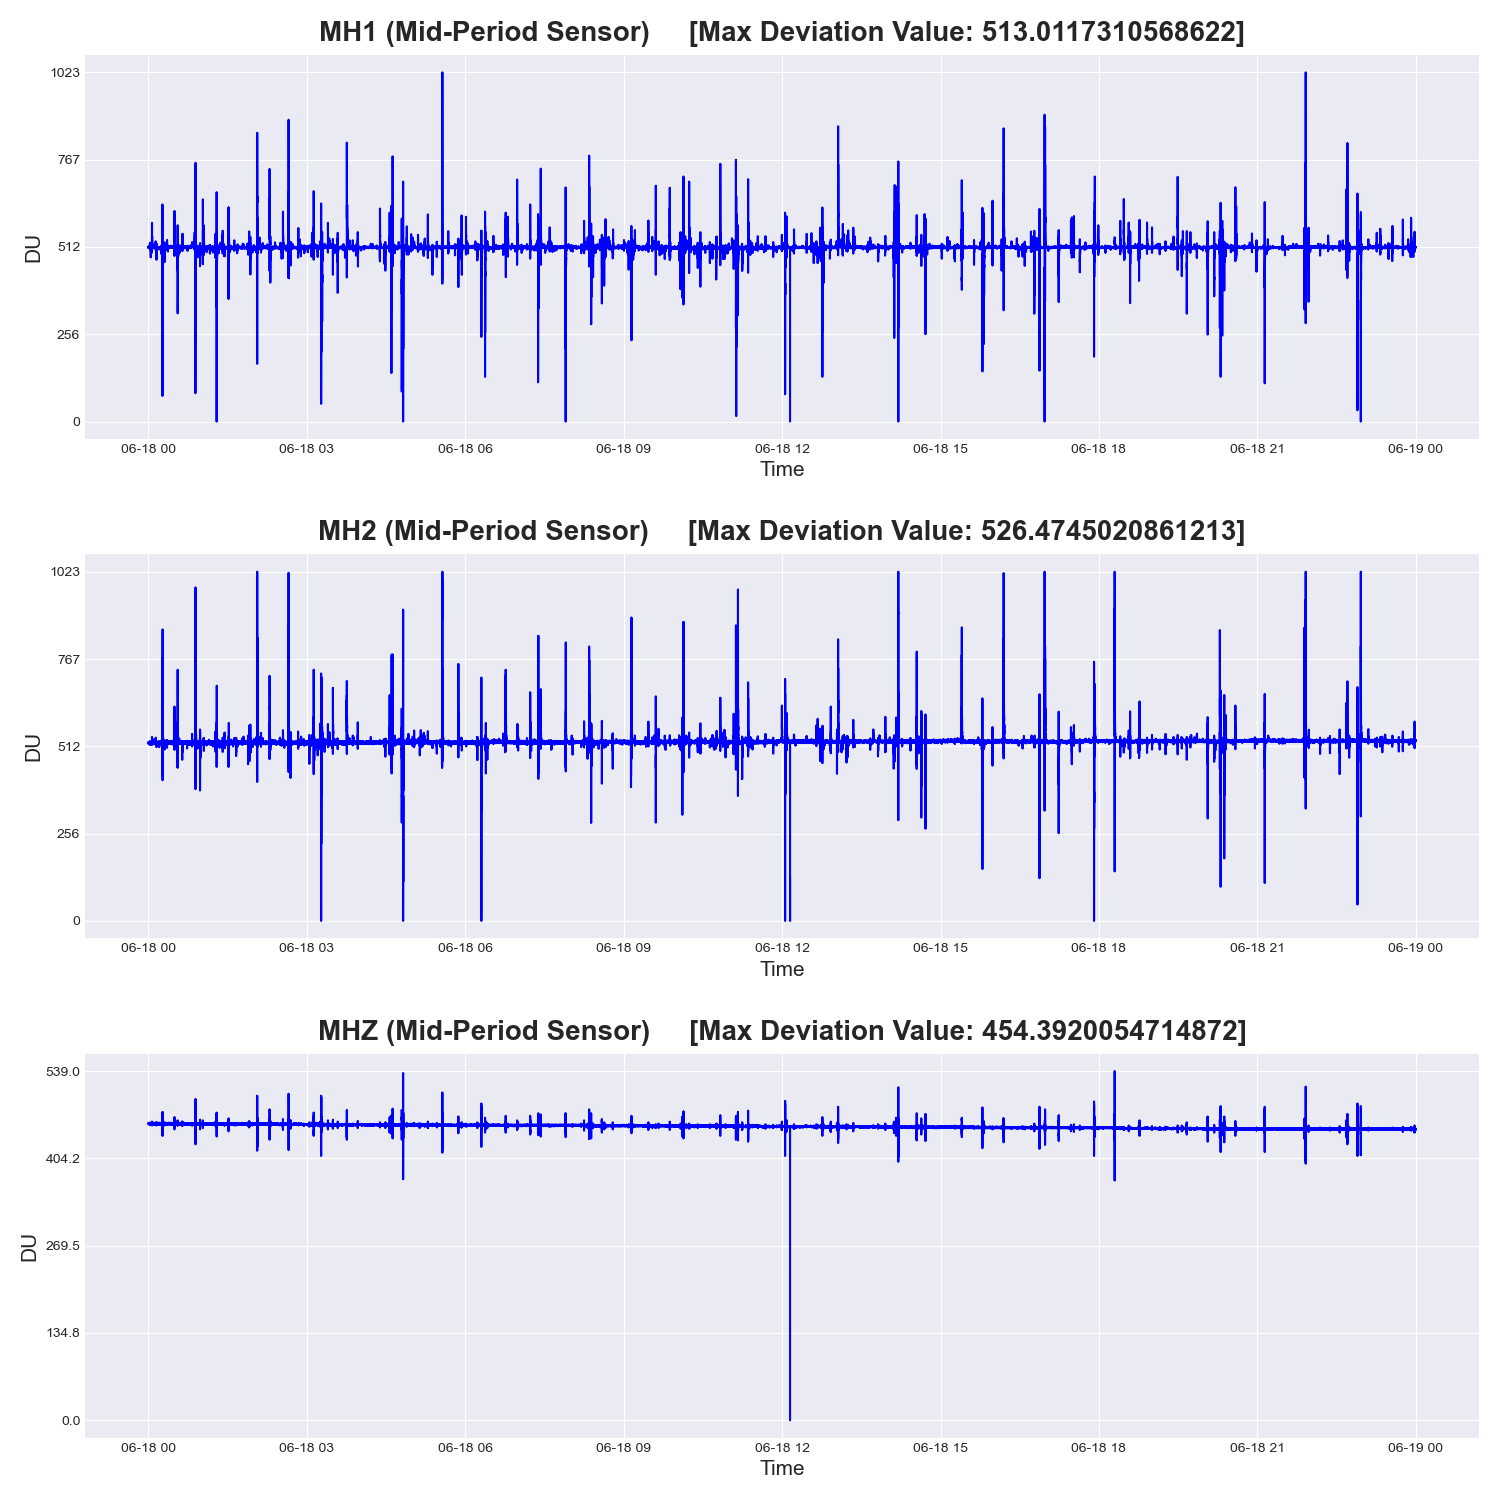 MH1 (Mid-Period Sensor) [Max Deviation Value: 513.0117310568622]
1023
767
512
256
0
DU
06-18 00 06-18 03 06-18 06 06-18 09 06-18 12 06-18 15 06-18 18 06-18 21 06-19 00
Time
MH2 (Mid-Period Sensor) [Max Deviation Value: 526.4745020861213]
1023
767
512
256
0
DU
06-18 00 06-18 03 06-18 06 06-18 09 06-18 12 06-18 15 06-18 18 06-18 21 06-19 00
Time
MHZ (Mid-Period Sensor) [Max Deviation Value: 454.3920054714872]
539.0
404.2
269.5
134.8
0.0
DU
06-18 00 06-18 03 06-18 06 06-18 09 06-18 12 06-18 15 06-18 18 06-18 21 06-19 00
Time